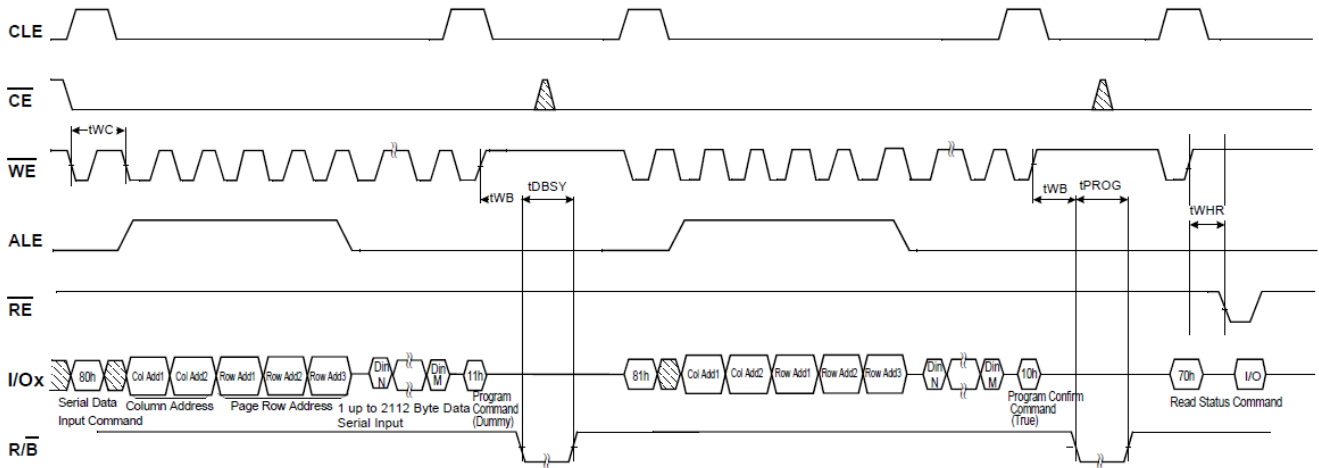 CLE
CE
tWC
WE
tWB
tDBSY
tWB
tPROG
tWHR
ALE
RE
I/Ox
80h
Col Add1
Col Add2
Row Add1
Row Add2
Row Add3
Din
N
Din
M
11h
81h
Col Add1
Col Add2
Row Add1
Row Add2
Row Add3
Din
N
Din
M
10h
70h
I/O
Serial Data
Input Command
Column Address
Page Row Address
1 up to 2112 Byte Data
Serial Input
Program
Command
(Dummy)
Program Confirm
Command
(True)
Read Status Command
R/B